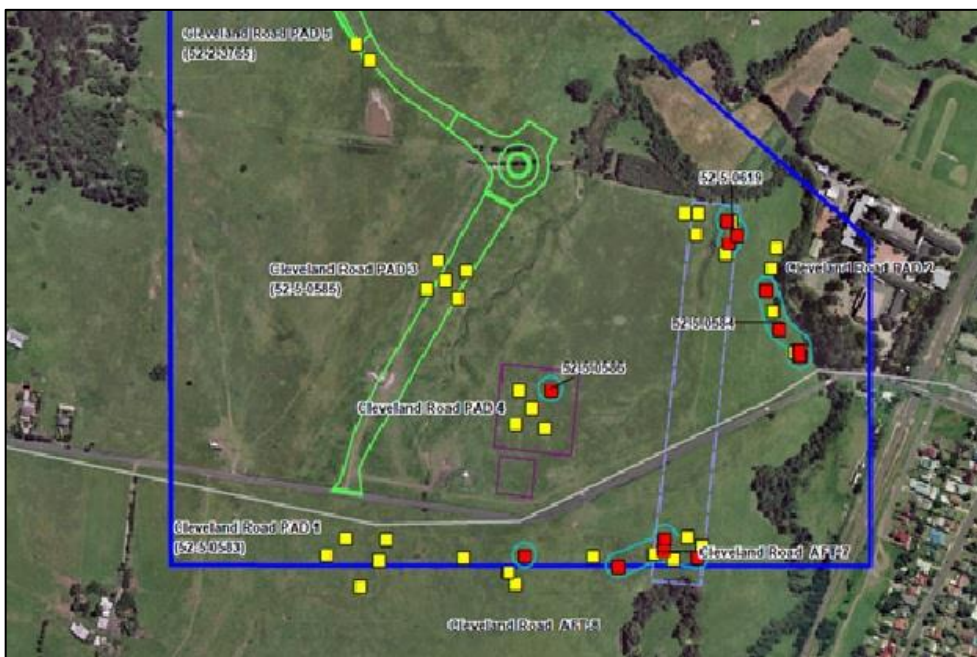 Cleveland Road PAD 5
(52-2-3765)
52-5-0619
Cleveland Road PAD 3
(52-5-0585)
Cleveland Road PAD 2
52-5-0584
52-5-0586
Cleveland Road PAD 4
Cleveland Road PAD 1
(52-5-0583)
Cleveland Road AFT-7
Cleveland Road AFT-8